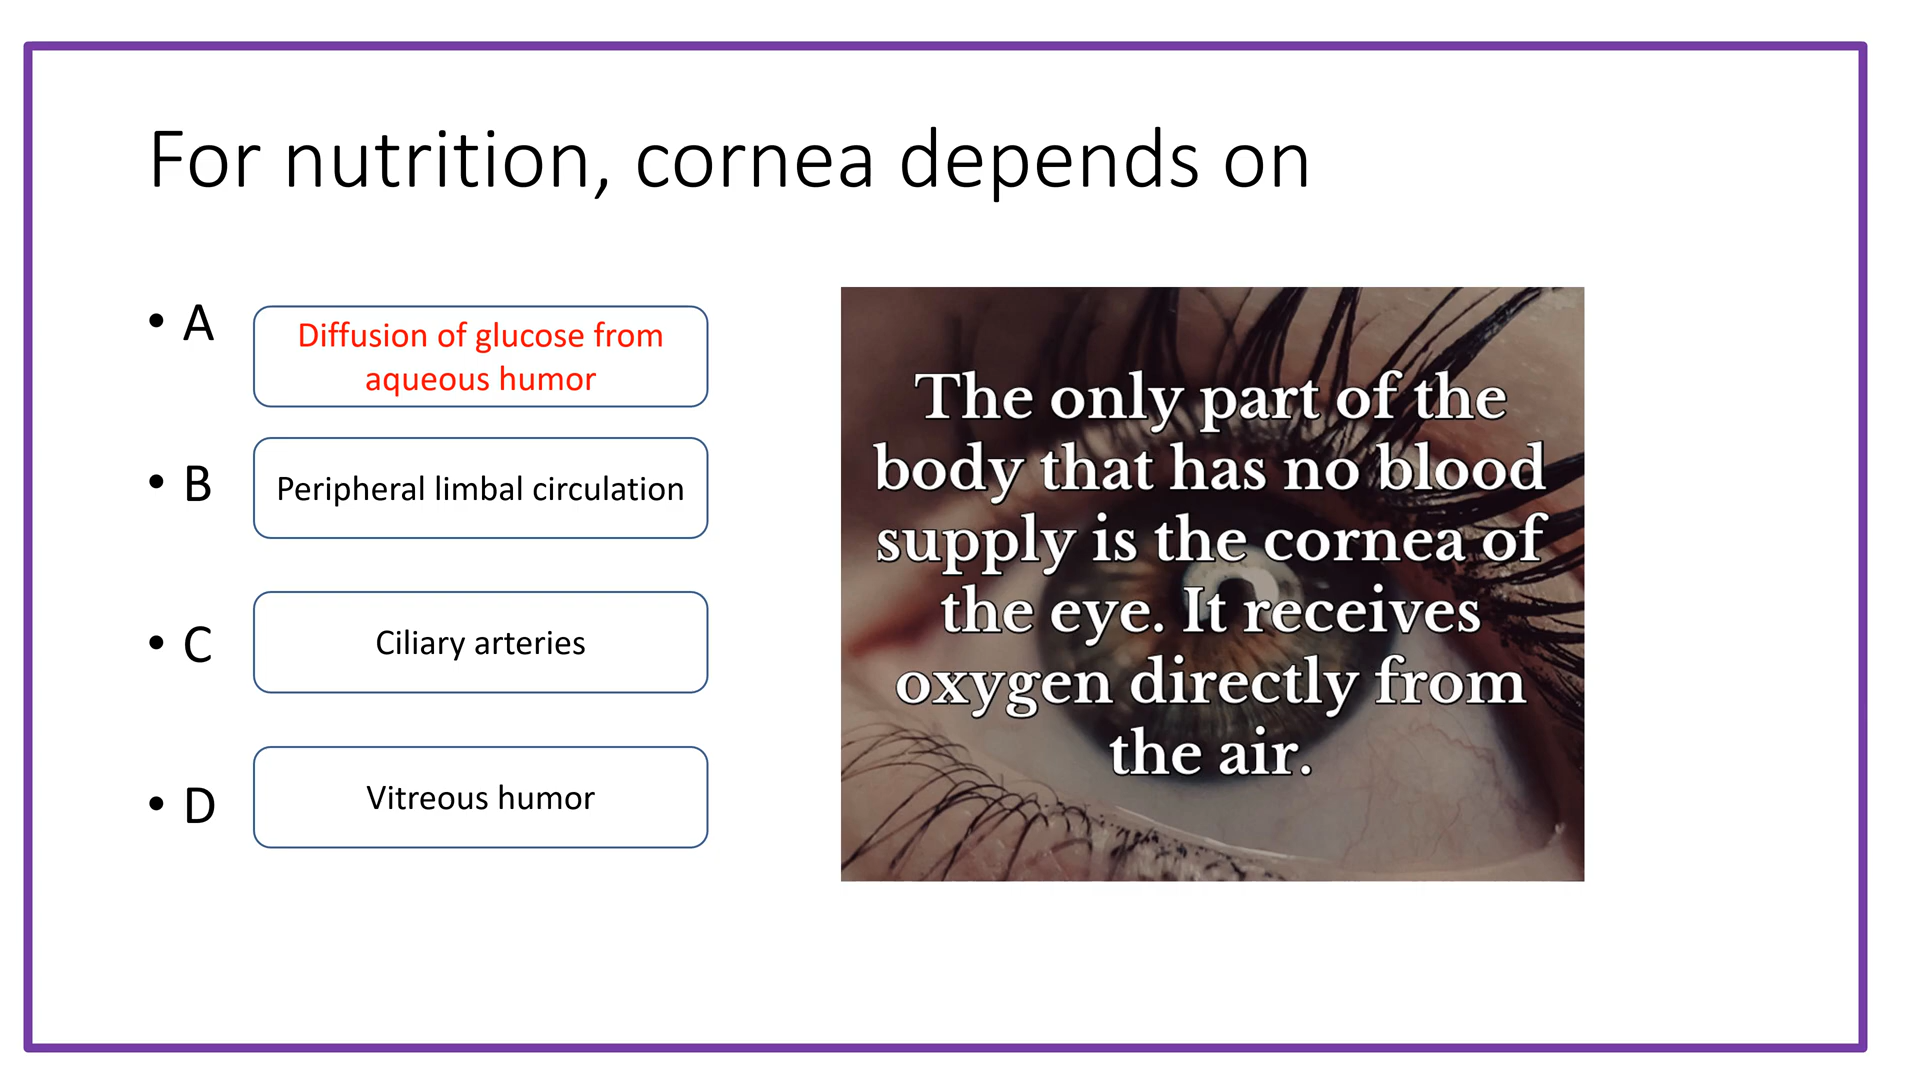 For nutrition, cornea depends on
• A
Diffusion of glucose from
aqueous humor
• B
Peripheral limbal circulation
• C
Ciliary arteries
• D
Vitreous humor
The only part of the
body that has no blood
supply is the cornea of
the eye. It receives
oxygen directly from
the air.